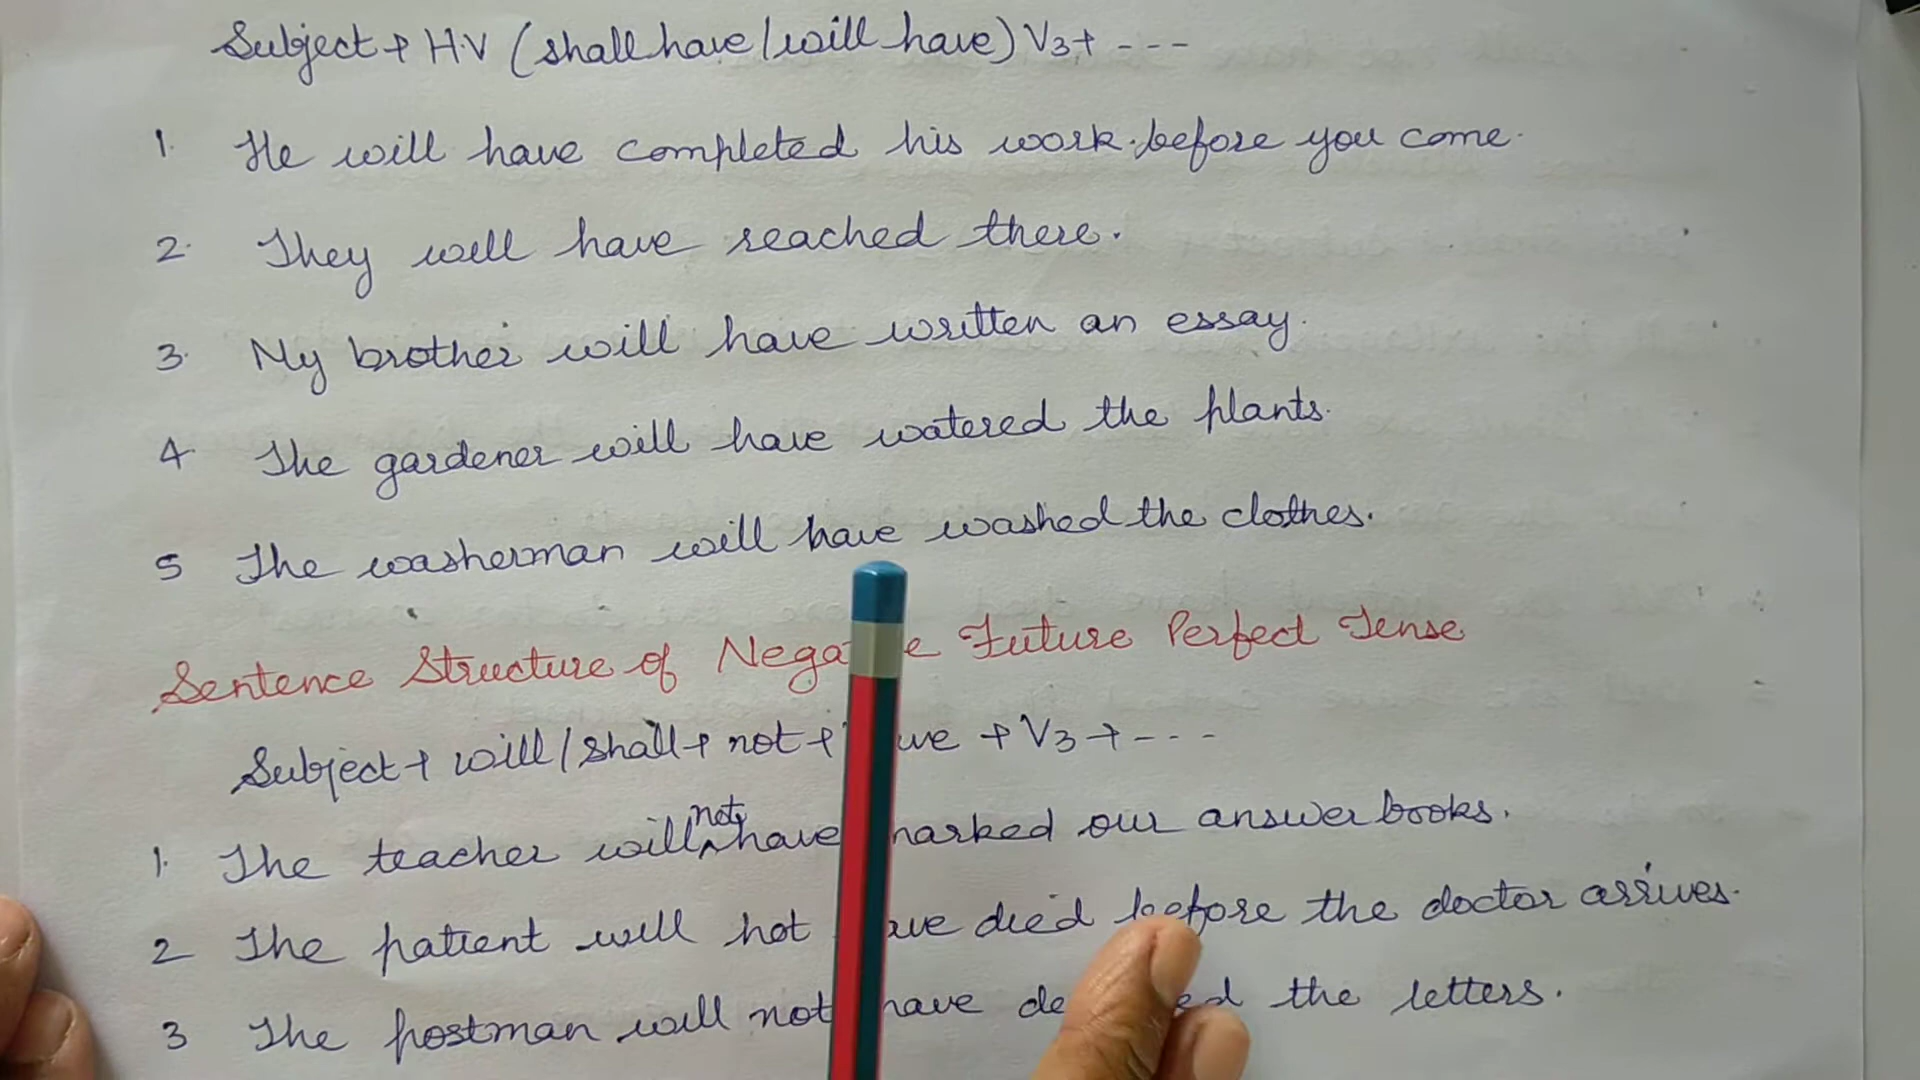 Subject + H.V (shall have / will have) V3 + ---
1. He will have completed his work before you come.
2. They will have reached there.
3. My brother will have written an essay.
4 The gardener will have watered the plants.
5 The washerman will have washed the clothes.
Sentence Structure of Future Perfect Tense
Subject + will / shall + not + + V3 + ---
1. The teacher will not have marked our answer books.
2 The patient will not have died before the doctor arrives.
3 The postman will not have the letters.